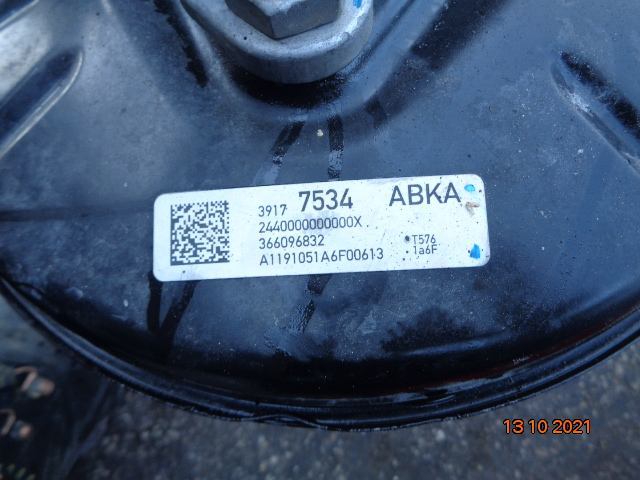 3917 7534 ABKA
2440000000000X
366096832 T576
A1191051A6F00613 1a6F
13 10 2021